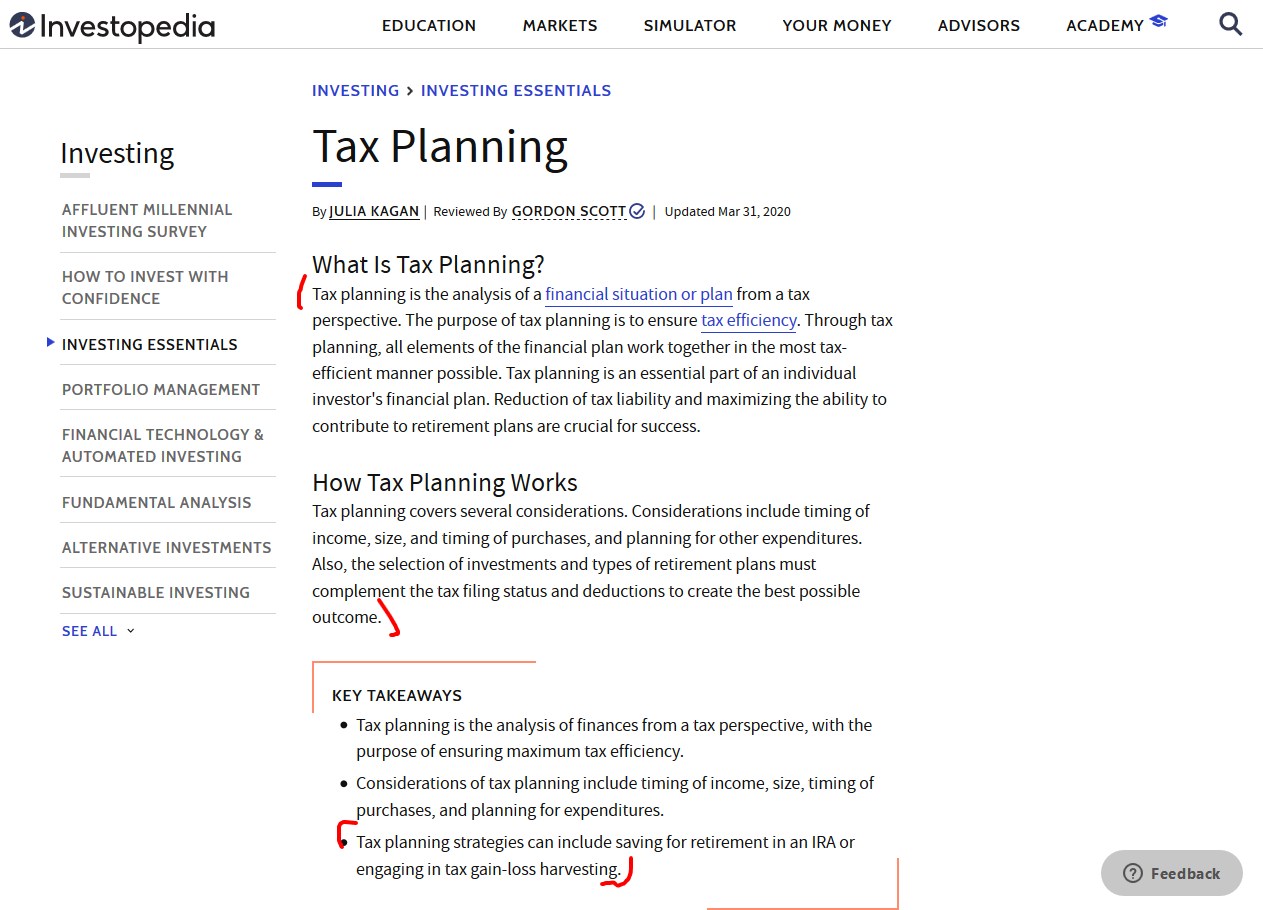 Investopedia
EDUCATION
MARKETS
SIMULATOR
YOUR MONEY
ADVISORS
ACADEMY
INVESTING > INVESTING ESSENTIALS
Tax Planning
By JULIA KAGAN | Reviewed By GORDON SCOTT | Updated Mar 31, 2020
Investing
AFFLUENT MILLENNIAL
INVESTING SURVEY
HOW TO INVEST WITH
CONFIDENCE
INVESTING ESSENTIALS
PORTFOLIO MANAGEMENT
FINANCIAL TECHNOLOGY &
AUTOMATED INVESTING
FUNDAMENTAL ANALYSIS
ALTERNATIVE INVESTMENTS
SUSTAINABLE INVESTING
SEE ALL
What Is Tax Planning?
Tax planning is the analysis of a financial situation or plan from a tax
perspective. The purpose of tax planning is to ensure tax efficiency. Through tax
planning, all elements of the financial plan work together in the most tax-
efficient manner possible. Tax planning is an essential part of an individual
investor's financial plan. Reduction of tax liability and maximizing the ability to
contribute to retirement plans are crucial for success.
How Tax Planning Works
Tax planning covers several considerations. Considerations include timing of
income, size, and timing of purchases, and planning for other expenditures.
Also, the selection of investments and types of retirement plans must
complement the tax filing status and deductions to create the best possible
outcome.
KEY TAKEAWAYS
• Tax planning is the analysis of finances from a tax perspective, with the
purpose of ensuring maximum tax efficiency.
• Considerations of tax planning include timing of income, size, timing of
purchases, and planning for expenditures.
• Tax planning strategies can include saving for retirement in an IRA or
engaging in tax gain-loss harvesting.
? Feedback